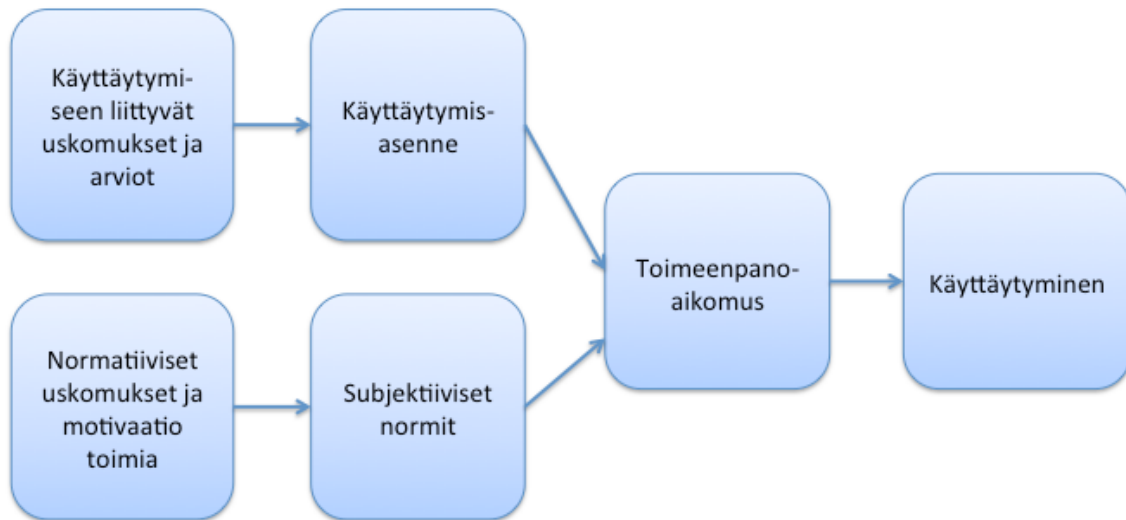 Käyttäytymi-
seen liittyvät
uskomukset ja
arviot
Käyttäytymis-
asenne
Normatiiviset
uskomukset ja
motivaatio
toimia
Subjektiiviset
normit
Toimeenpano-
aikomus
Käyttäytyminen